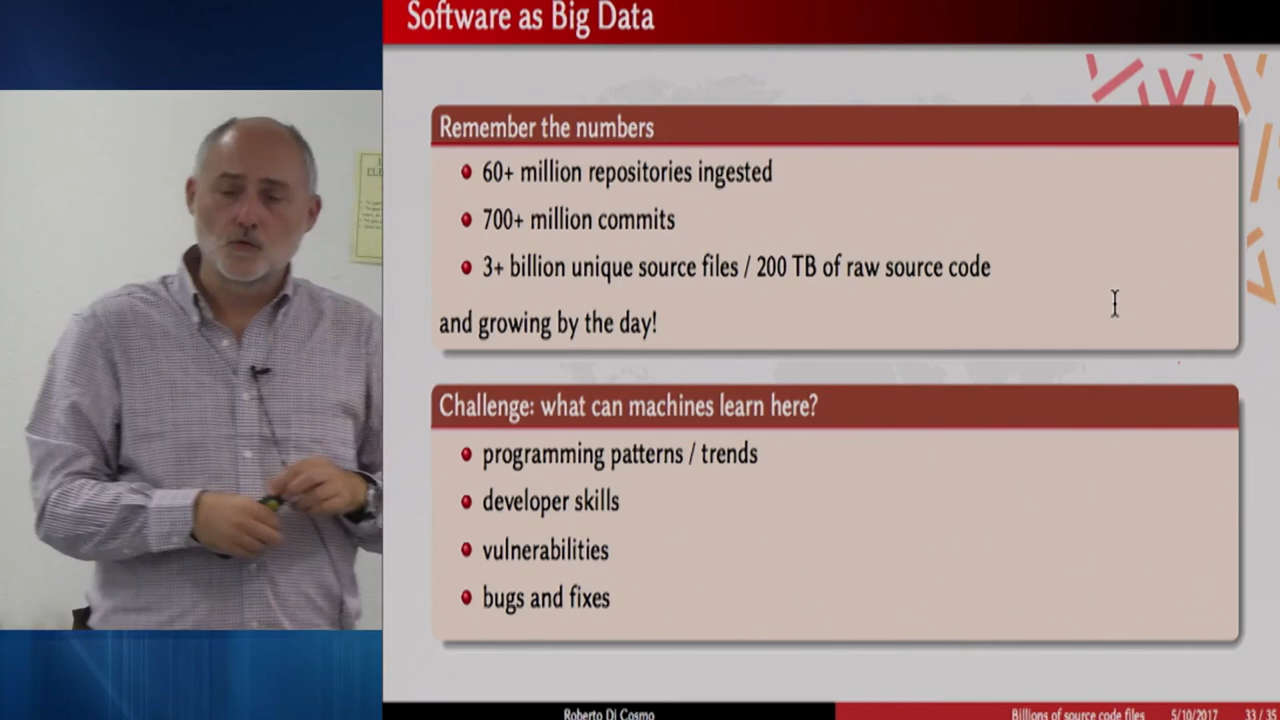 Software as Big Data
Remember the numbers
60+ million repositories ingested
700+ million commits
3+ billion unique source files / 200 TB of raw source code
and growing by the day!
Challenge: what can machines learn here?
programming patterns / trends
developer skills
vulnerabilities
bugs and fixes
Roberto Di Cosmo
Billions of source code files 5/10/2017 33 / 35